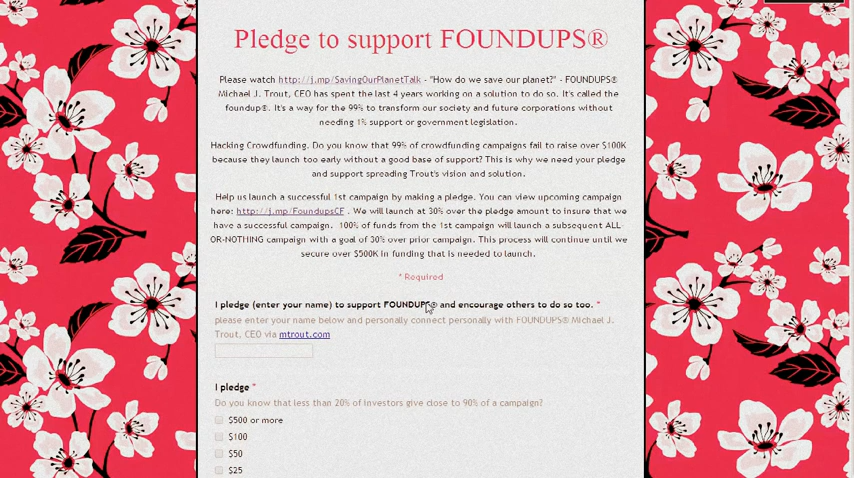 Pledge to support FOUNDUPS®
Please watch http://j.mp/SavingOurPlanetTalk - "How do we save our planet?" - FOUNDUPS®
Michael J. Trout, CEO has spent the last 4 years working on a solution to do so. It's called the
foundup®. It's a way for the 99% to transform our society and future corporations without
needing 1% support or government legislation.
Hacking Crowdfunding. Do you know that 99% of crowdfunding campaigns fail to raise over $100K
because they launch too early without a good base of support? This is why we need your pledge
and support spreading Trout's vision and solution.
Help us launch a successful 1st campaign by making a pledge. You can view upcoming campaign
here: http://j.mp/FoundupsCF . We will launch at 30% over the pledge amount to insure that we
have a successful campaign. 100% of funds from the 1st campaign will launch a subsequent ALL-
OR-NOTHING campaign with a goal of 30% over prior campaign. This process will continue until we
secure over $500K in funding that is needed to launch.
* Required
I pledge (enter your name) to support FOUNDUPS® and encourage others to do so too. *
please enter your name below and personally connect personally with FOUNDUPS® Michael J.
Trout, CEO via mtrout.com
I pledge *
Do you know that less than 20% of investors give close to 90% of a campaign?
$500 or more
$100
$50
$25